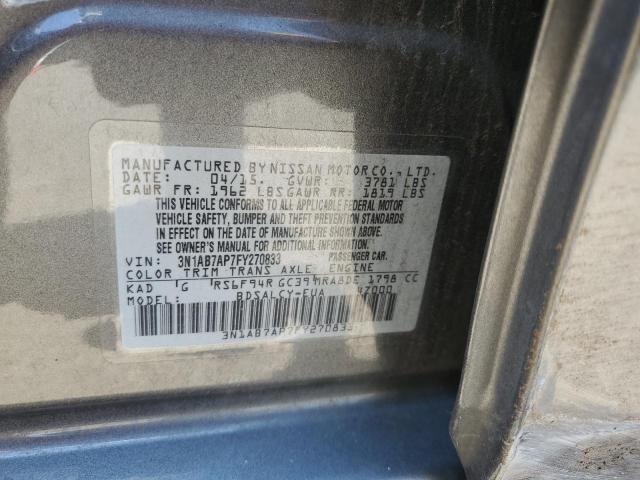 MANUFACTURED BY NISSAN MOTOR CO., LTD.
DATE: 04/15 GVWR: 3781 LBS
GAWR FR: 1962 LBS GAWR RR: 1819 LBS
THIS VEHICLE CONFORMS TO ALL APPLICABLE FEDERAL MOTOR
VEHICLE SAFETY, BUMPER AND THEFT PREVENTION STANDARDS
IN EFFECT ON THE DATE OF MANUFACTURE SHOWN ABOVE.
SEE OWNER'S MANUAL FOR ADDITIONAL INFORMATION.
VIN: 3N1AB7AP7FY270833 PASSENGER CAR
COLOR TRIM TRANS AXLE ENGINE
KAD G RS6F94R GC39 MRA8DE 1798 CC
MODEL: BDSALCY-EUA 47000
3N1AB7AP7FY270833